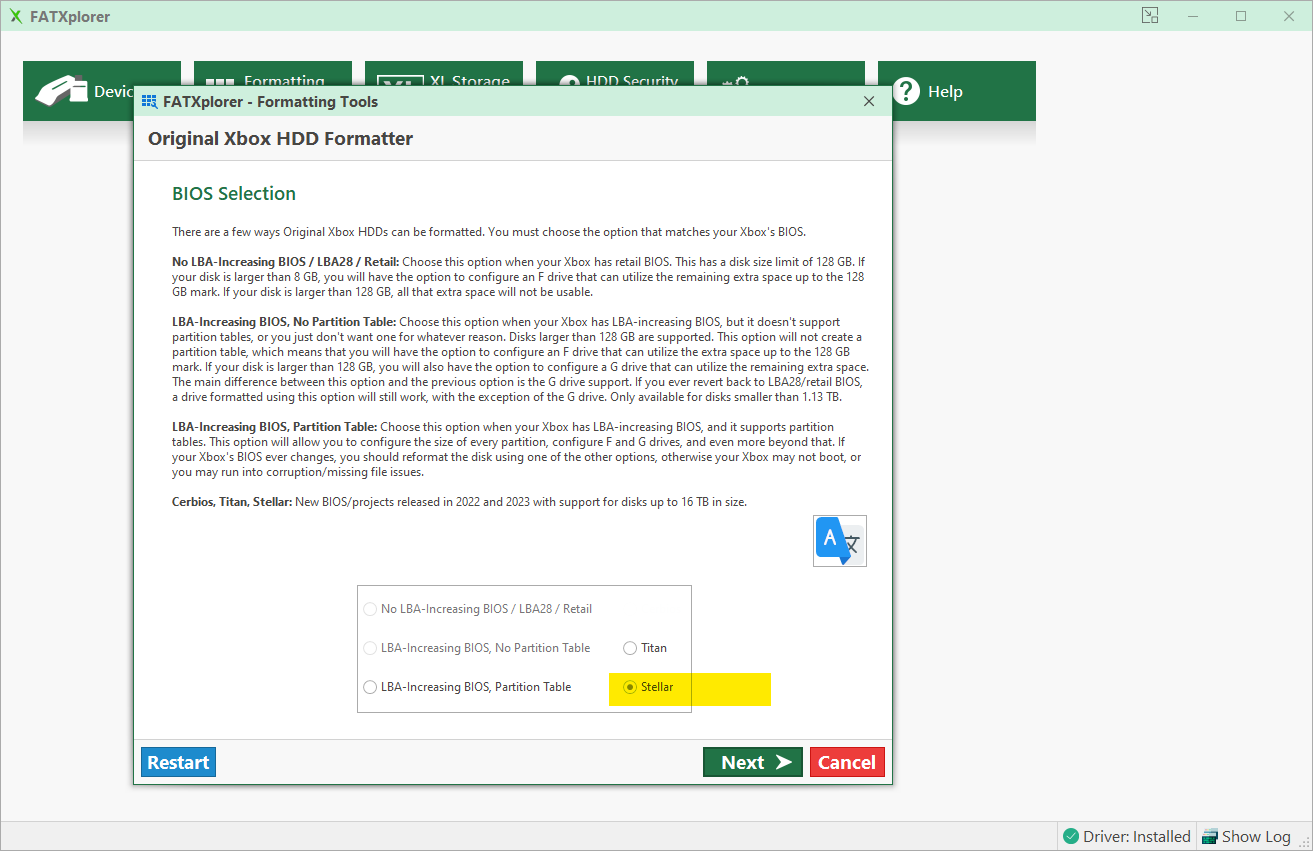 FATXplorer
Devic
Formatting
XL Storage
HDD Security
Help
FATXplorer - Formatting Tools
Original Xbox HDD Formatter
BIOS Selection
There are a few ways Original Xbox HDDs can be formatted. You must choose the option that matches your Xbox's BIOS.
No LBA-Increasing BIOS / LBA28 / Retail: Choose this option when your Xbox has retail BIOS. This has a disk size limit of 128 GB. If
your disk is larger than 8 GB, you will have the option to configure an F drive that can utilize the remaining extra space up to the 128
GB mark. If your disk is larger than 128 GB, all that extra space will not be usable.
LBA-Increasing BIOS, No Partition Table: Choose this option when your Xbox has LBA-increasing BIOS, but it doesn't support
partition tables, or you just don't want one for whatever reason. Disks larger than 128 GB are supported. This option will not create a
partition table, which means that you will have the option to configure an F drive that can utilize the extra space up to the 128 GB
mark. If your disk is larger than 128 GB, you will also have the option to configure a G drive that can utilize the remaining extra space.
The main difference between this option and the previous option is the G drive support. If you ever revert back to LBA28/retail BIOS,
a drive formatted using this option will still work, with the exception of the G drive. Only available for disks smaller than 1.13 TB.
LBA-Increasing BIOS, Partition Table: Choose this option when your Xbox has LBA-increasing BIOS, and it supports partition
tables. This option will allow you to configure the size of every partition, configure F and G drives, and even more beyond that. If
your Xbox's BIOS ever changes, you should reformat the disk using one of the other options, otherwise your Xbox may not boot, or
you may run into corruption/missing file issues.
Cerbios, Titan, Stellar: New BIOS/projects released in 2022 and 2023 with support for disks up to 16 TB in size.
A 文
No LBA-Increasing BIOS / LBA28 / Retail
LBA-Increasing BIOS, No Partition Table
Titan
LBA-Increasing BIOS, Partition Table
Stellar
Restart
Next
Cancel
Driver: Installed
Show Log